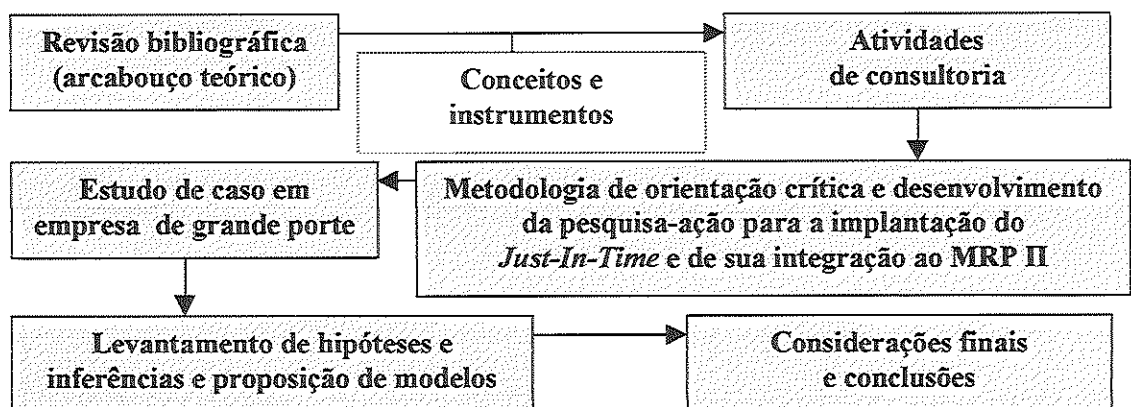 Revisão bibliográfica
(arcabouço teórico)
Conceitos e
instrumentos
Atividades
de consultoria
Estudo de caso em
empresa de grande porte
Metodologia de orientação crítica e desenvolvimento
da pesquisa-ação para a implantação do
Just-In-Time e de sua integração ao MRP II
Levantamento de hipóteses e
inferências e proposição de modelos
Considerações finais
e conclusões